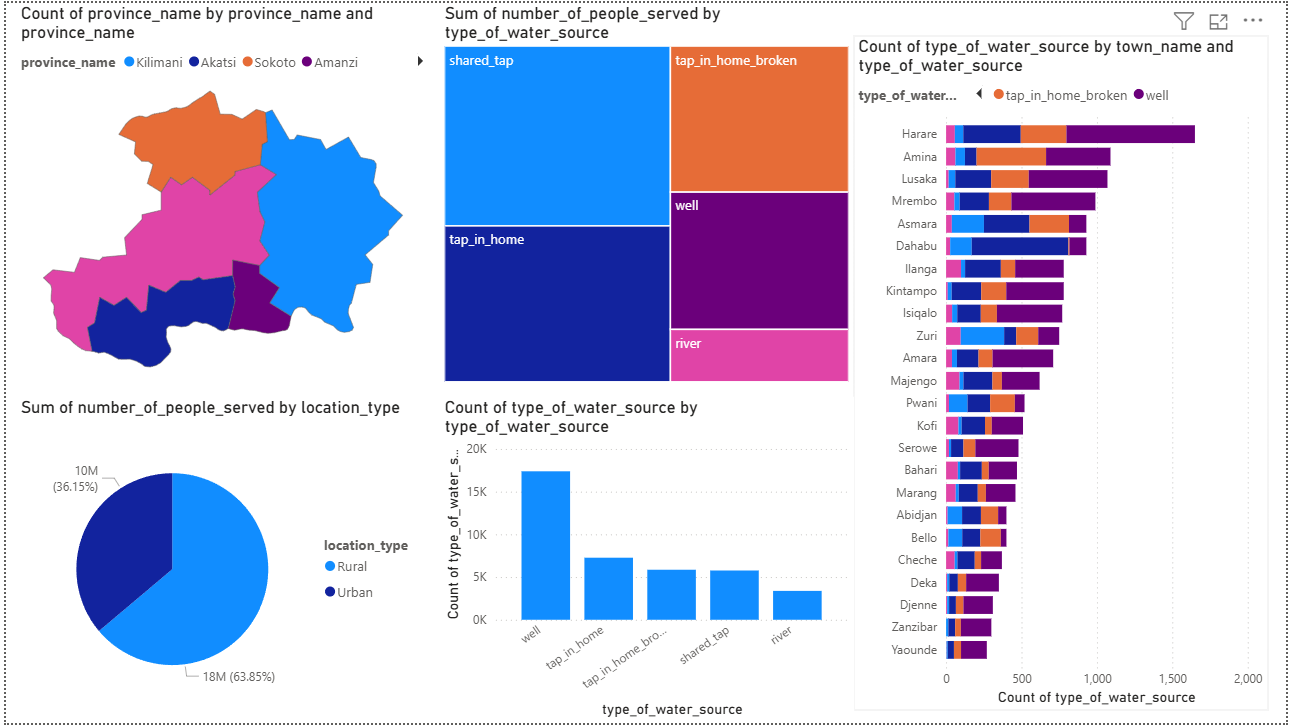 Count of province_name by province_name and
province_name
province_name Kilimani Akatsi Sokoto Amanzi
Sum of number_of_people_served by
type_of_water_source
shared_tap
tap_in_home_broken
well
tap_in_home
river
Count of type_of_water_source by town_name and
type_of_water_source
type_of_water... tap_in_home_broken well
Harare
Amina
Lusaka
Mrembo
Asmara
Dahabu
Ilanga
Kintampo
Isiqalo
Zuri
Amara
Majengo
Pwani
Kofi
Serowe
Bahari
Marang
Abidjan
Bello
Cheche
Deka
Djenne
Zanzibar
Yaounde
0 500 1,000 1,500 2,000
Count of type_of_water_source
Sum of number_of_people_served by location_type
10M
(36.15%)
18M (63.85%)
location_type
Rural
Urban
Count of type_of_water_source by
type_of_water_source
Count of type_of_water_s...
20K
15K
10K
5K
0K
well
tap_in_home
tap_in_home_bro...
shared_tap
river
type_of_water_source